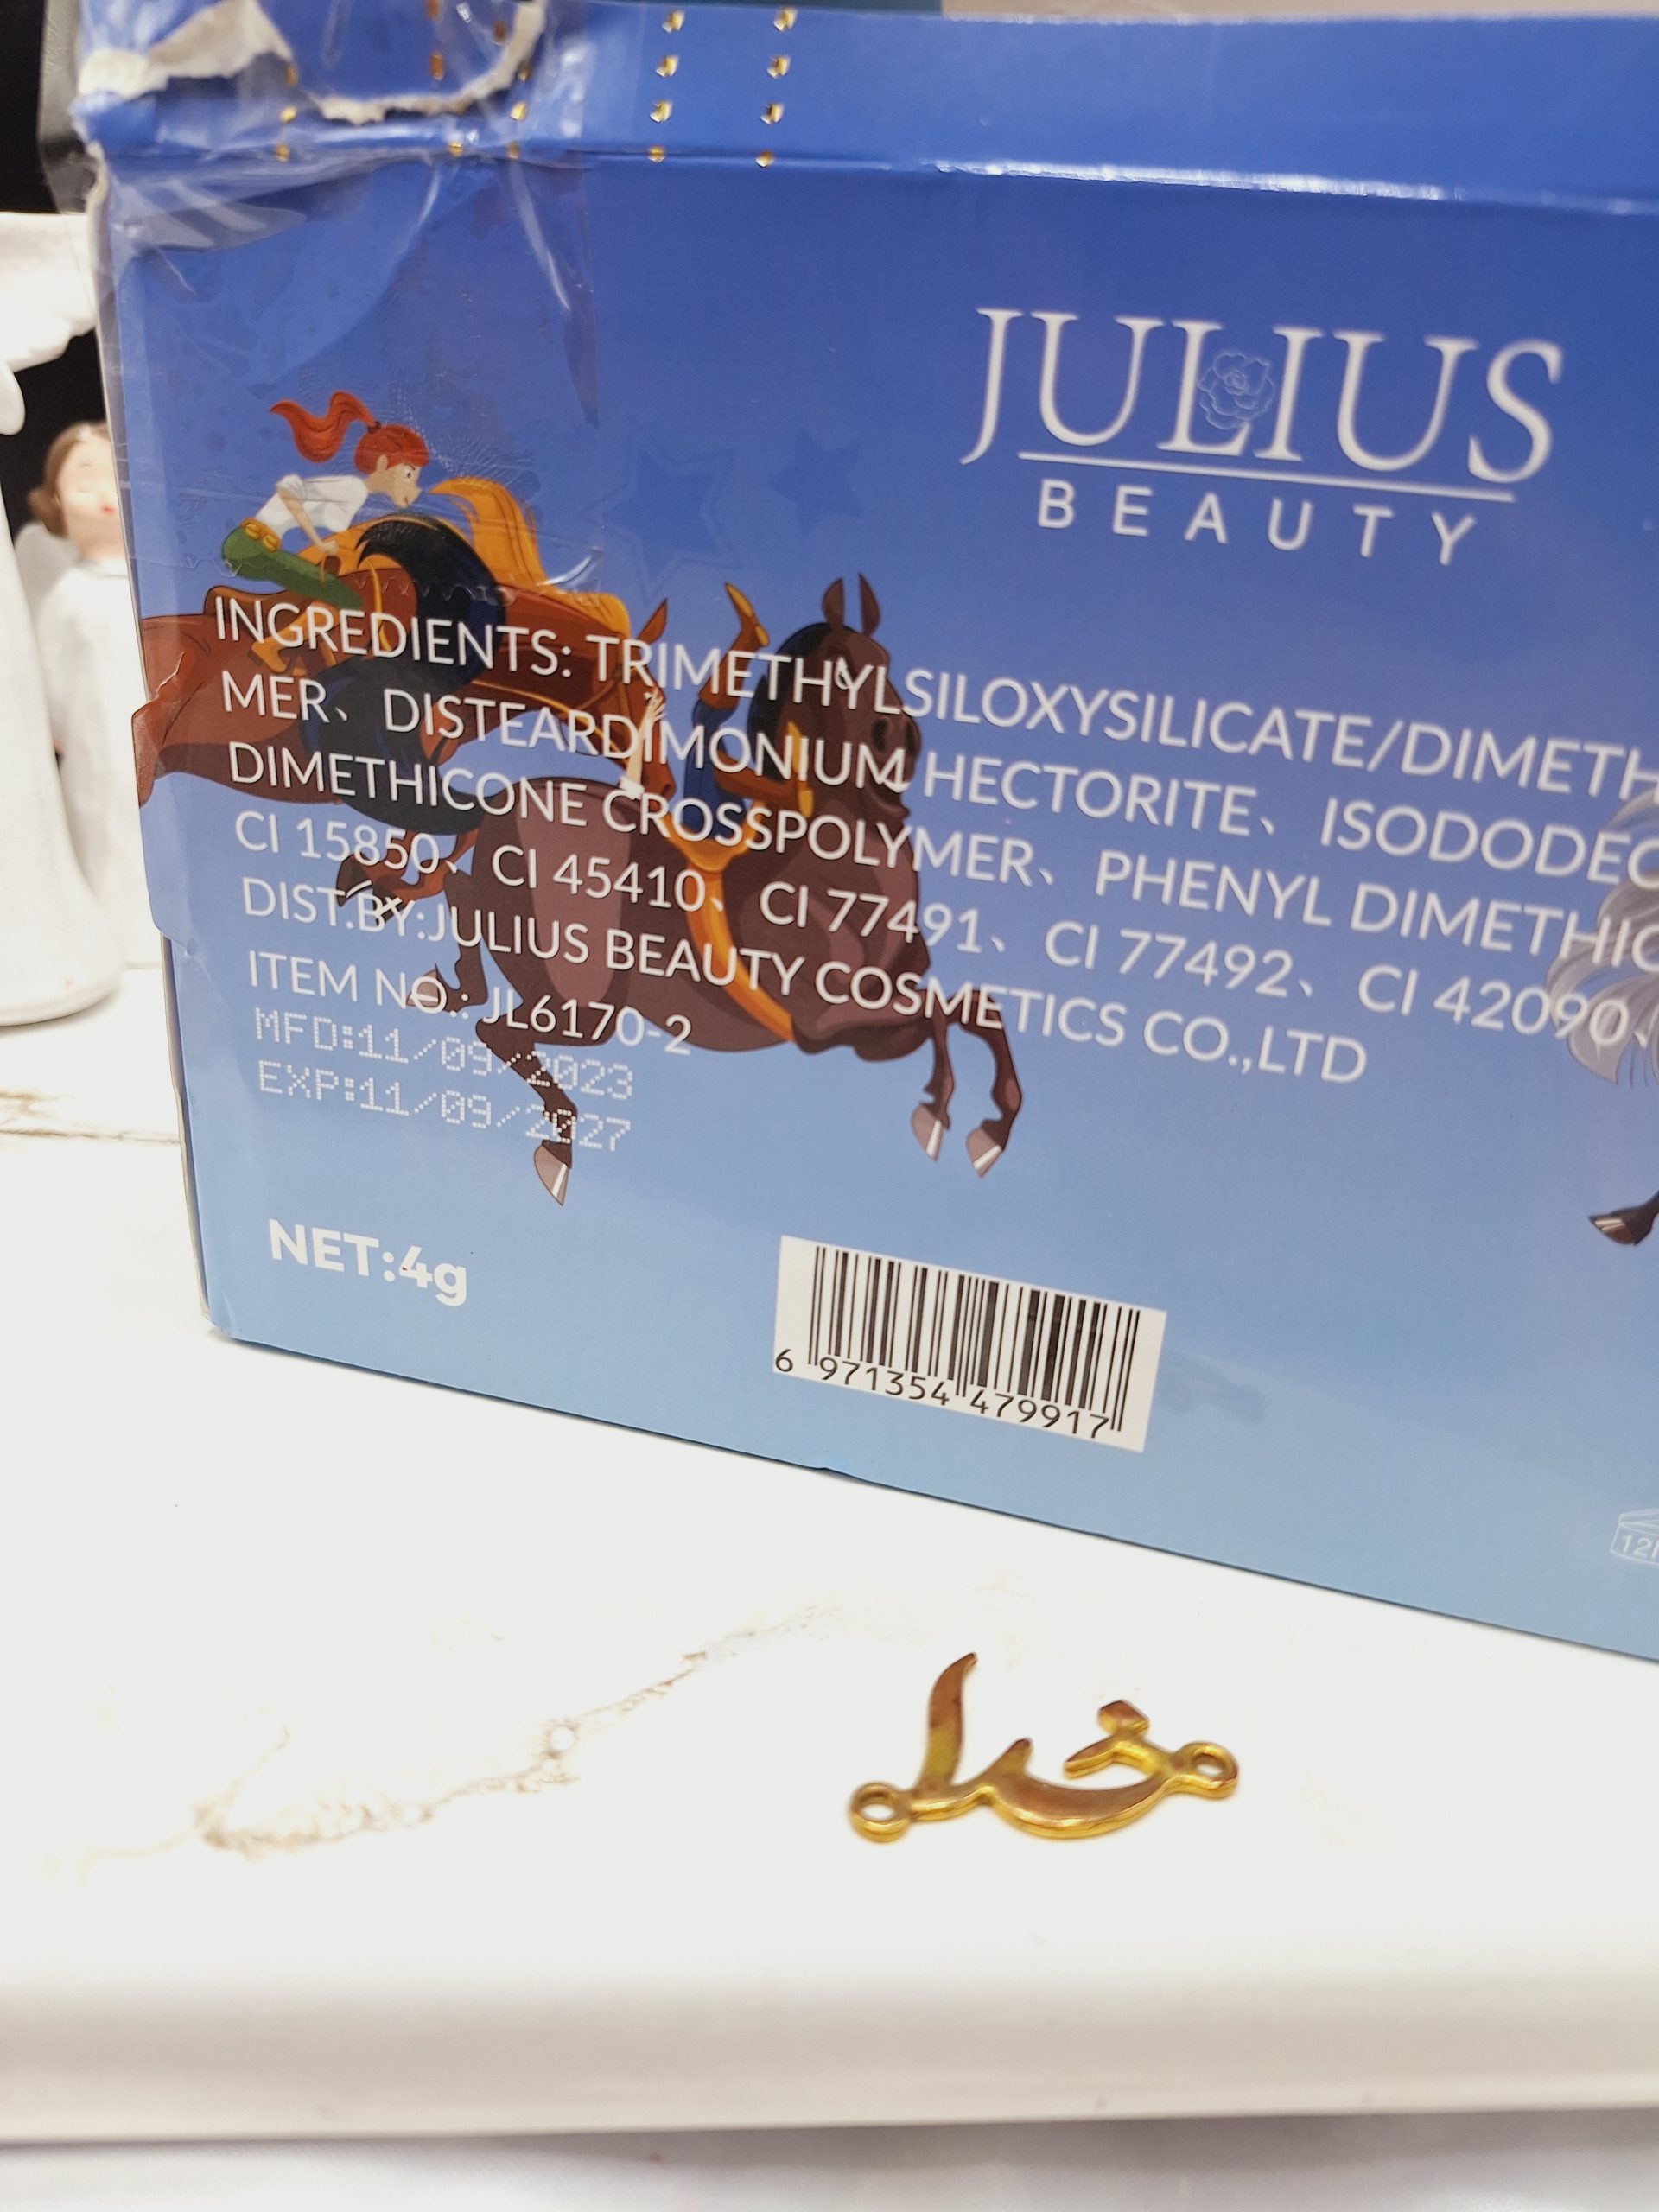 JULIUS
BEAUTY
INGREDIENTS: TRIMETHYLSILOXYSILICATE/DIMETH
MER、DISTEARDIMONIUM HECTORITE、ISODODEC
DIMETHICONE CROSSPOLYMER、PHENYL DIMETHIC
CI 15850、CI 45410、CI 77491、CI 77492、CI 42090、
DIST.BY:JULIUS BEAUTY COSMETICS CO.,LTD
ITEM NO.: JL6170-2
MFD:11/09/2023
EXP:11/09/2027
NET:4g
6 971354 479917
12
خدا